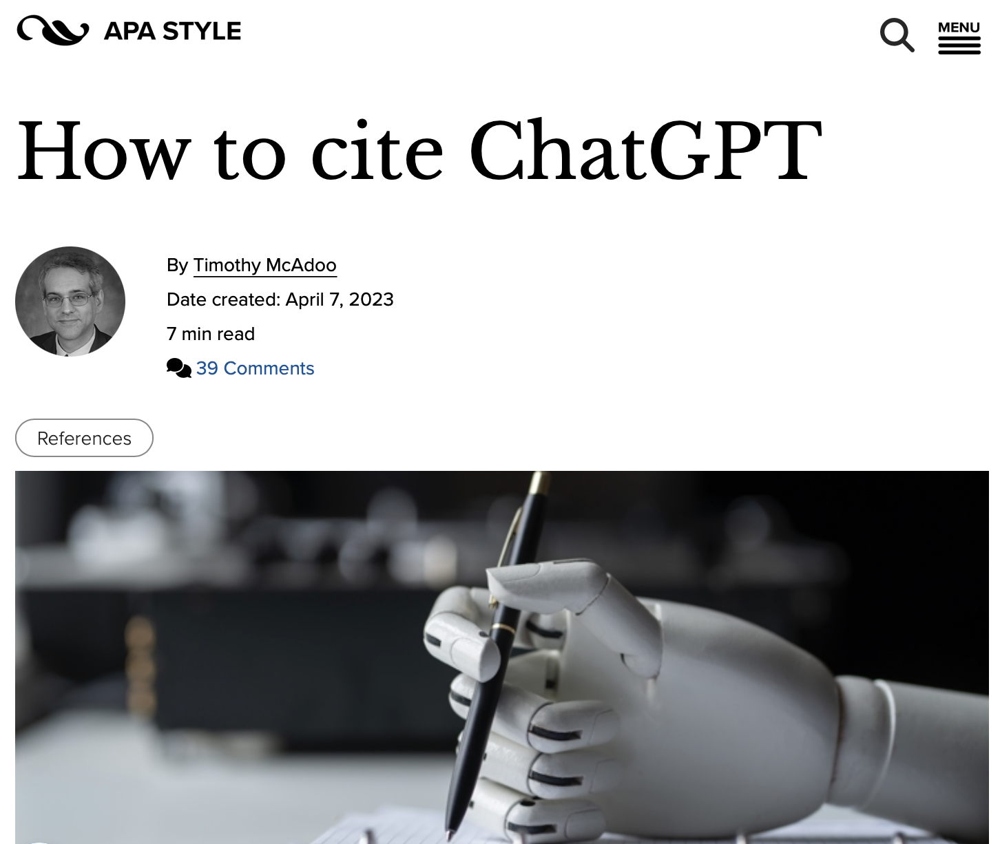 APA STYLE
MENU
How to cite ChatGPT
By Timothy McAdoo
Date created: April 7, 2023
7 min read
39 Comments
References